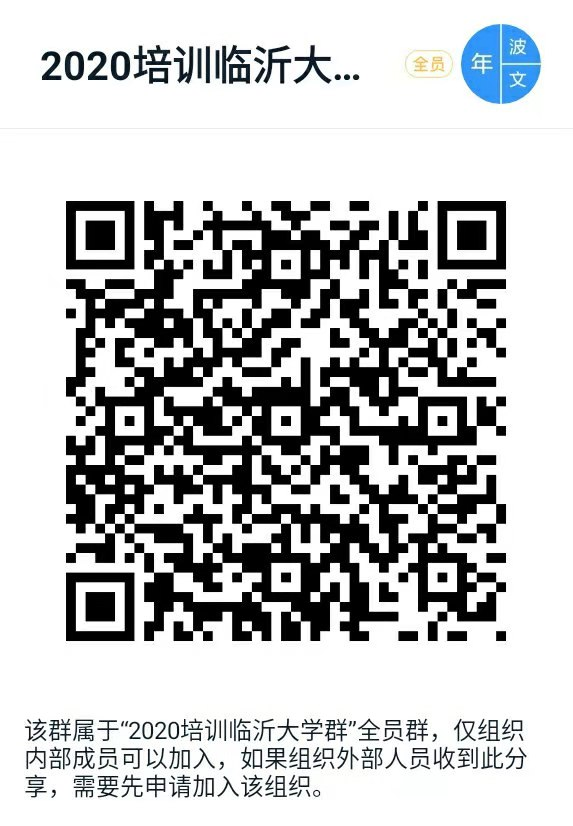 2020培训临沂大...
全员
年
波
文
该群属于“2020培训临沂大学群”全员群，仅组织
内部成员可以加入，如果组织外部人员收到此分
享，需要先申请加入该组织。